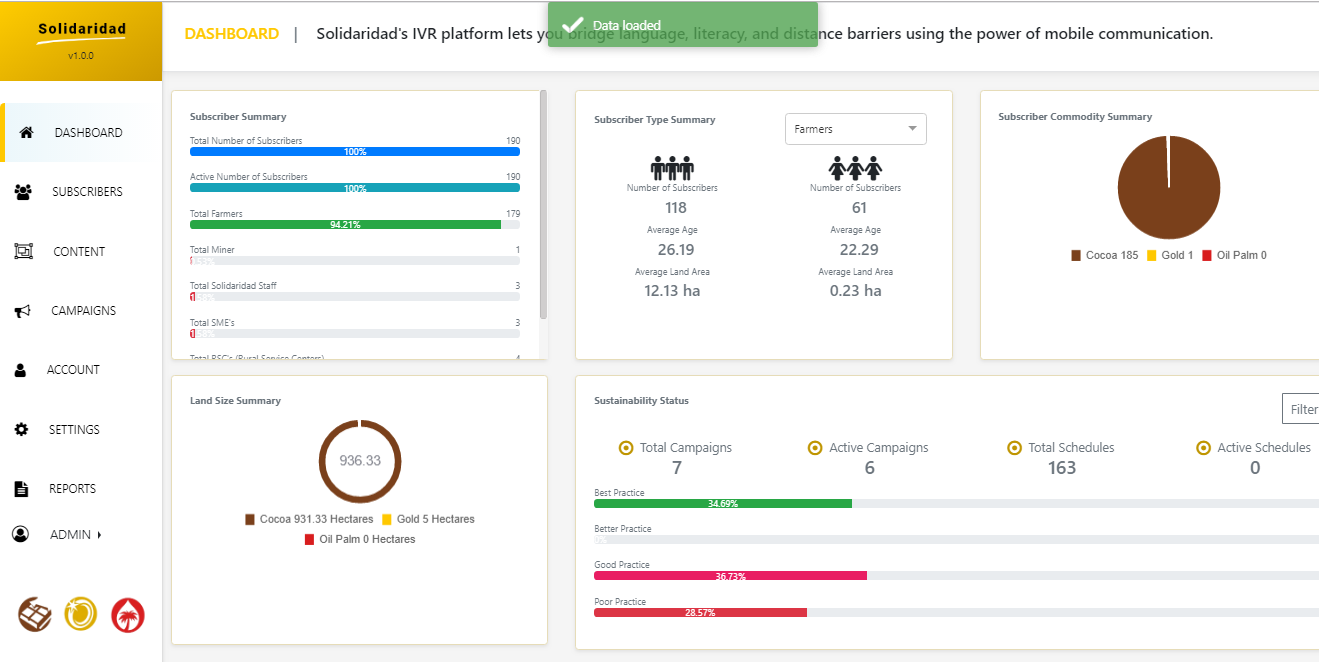 Solidaridad
v1.0.0
DASHBOARD | Solidaridad's IVR platform lets you bridge language, literacy, and distance barriers using the power of mobile communication.
Data loaded
DASHBOARD
SUBSCRIBERS
CONTENT
CAMPAIGNS
ACCOUNT
SETTINGS
REPORTS
ADMIN
Subscriber Summary
Total Number of Subscribers 190
100%
Active Number of Subscribers 190
100%
Total Farmers 179
94.21%
Total Miner 1
Total Solidaridad Staff 3
Total SME's 3
Total RSC's (Rural Service Centers) 4
Subscriber Type Summary
Farmers
Number of Subscribers
118
Average Age
26.19
Average Land Area
12.13 ha
Number of Subscribers
61
Average Age
22.29
Average Land Area
0.23 ha
Subscriber Commodity Summary
Cocoa 185 Gold 1 Oil Palm 0
Land Size Summary
936.33
Cocoa 931.33 Hectares Gold 5 Hectares
Oil Palm 0 Hectares
Sustainability Status
Filter
Total Campaigns
7
Active Campaigns
6
Total Schedules
163
Active Schedules
0
Best Practice
34.69%
Better Practice
Good Practice
36.73%
Poor Practice
28.57%